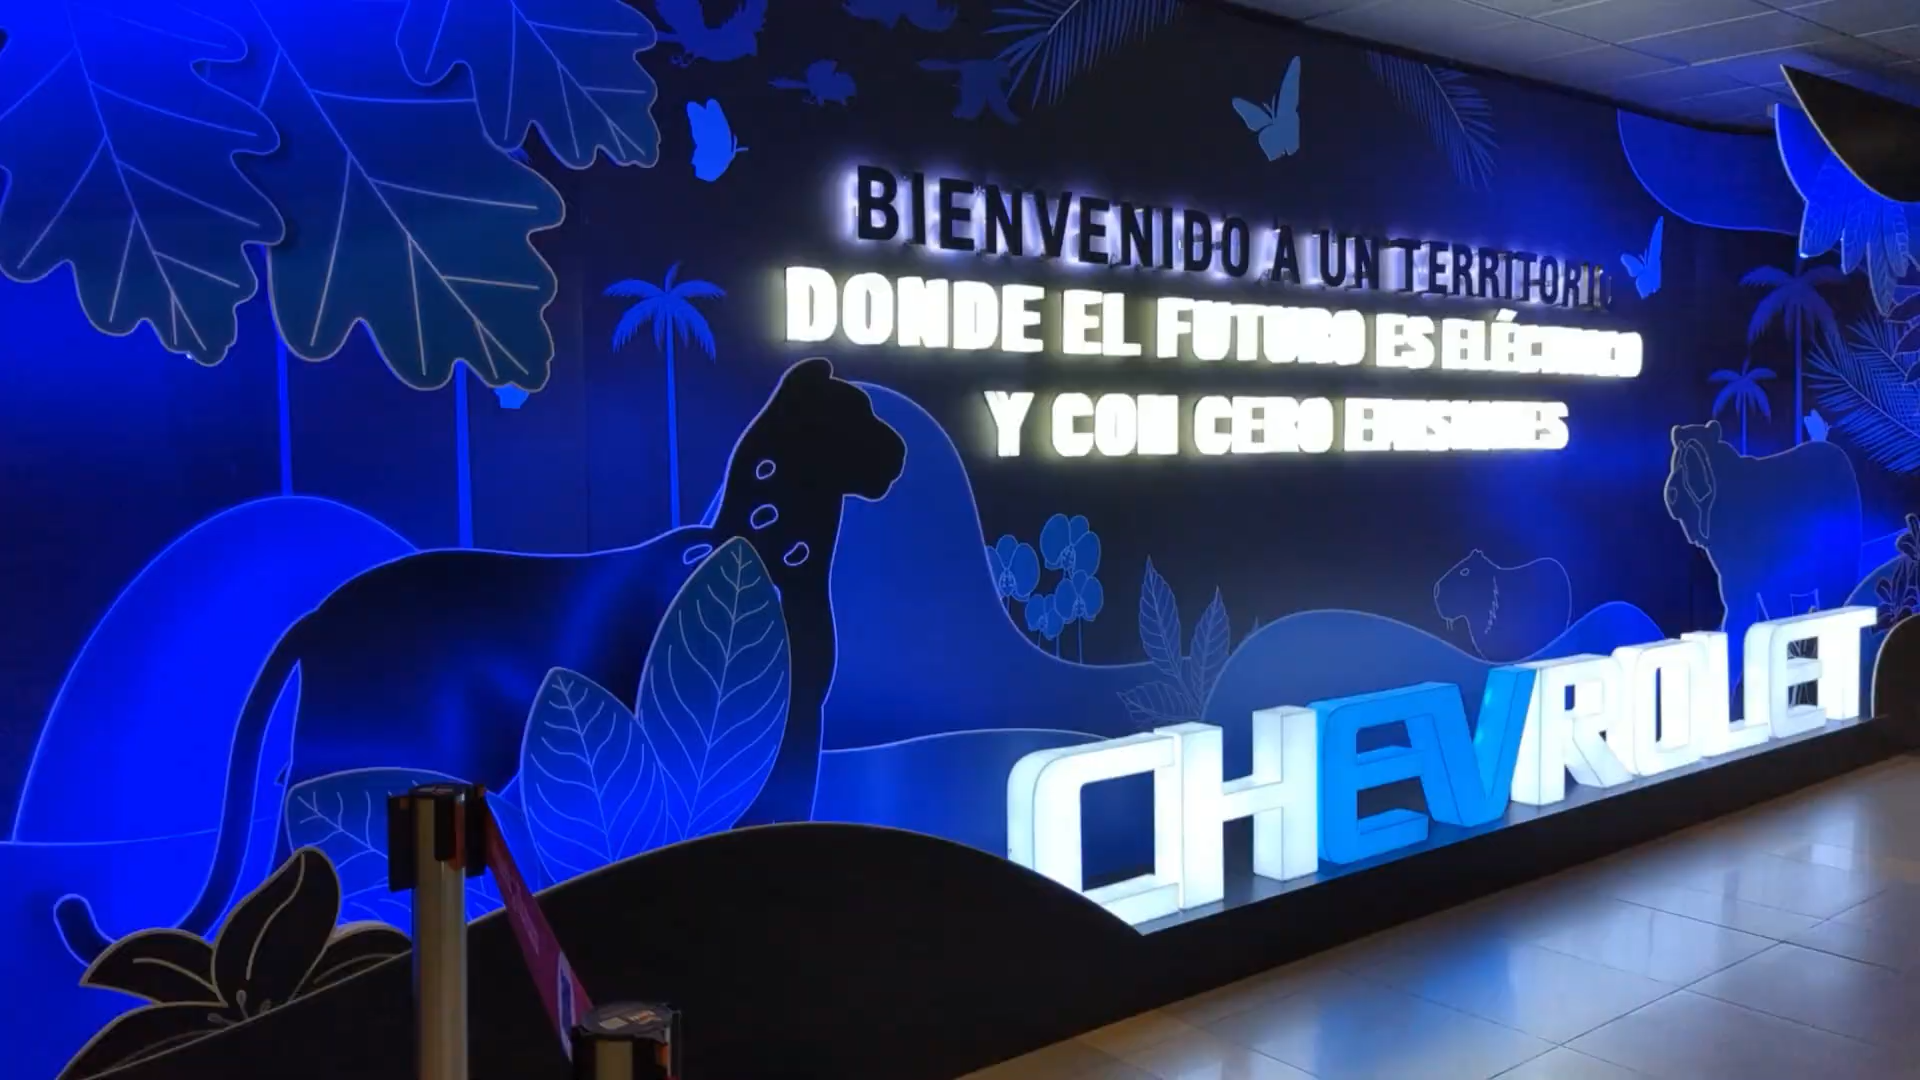 BIENVENIDO A UN TERRITORIO
DONDE EL FUTURO ES ELÉCTRICO
Y CON CERO EMISIONES
CHEVROLET